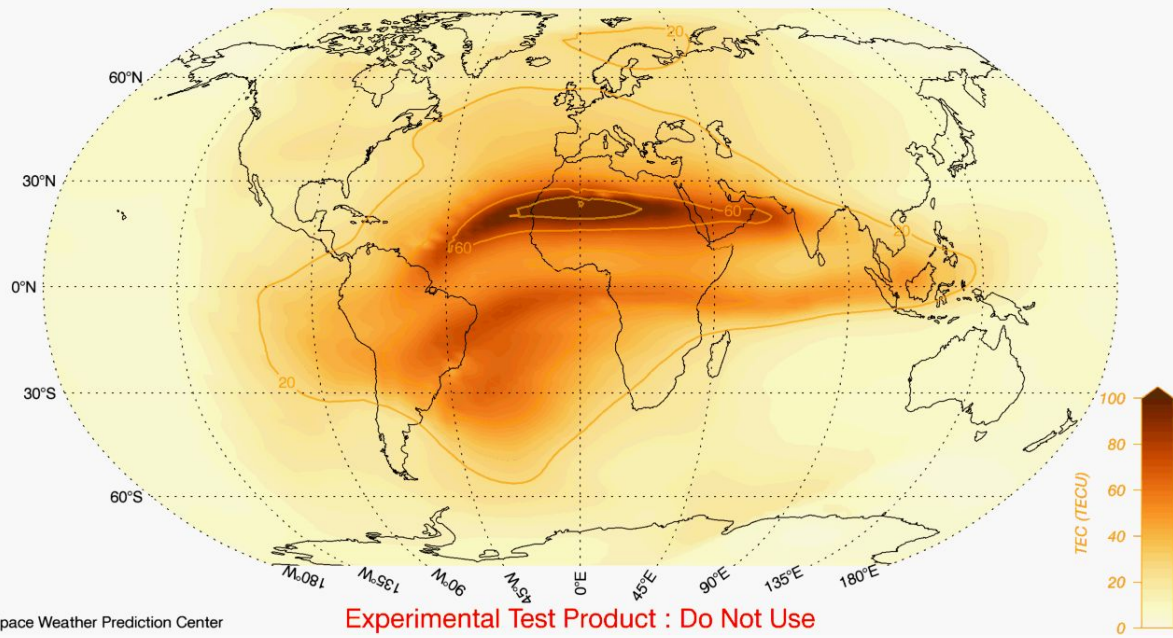 20
60°N
30°N
60
20
60
0°N
20
30°S
100
80
60
60°S
TEC (TECU)
40
20
0
180°W
135°W
90°W
45°W
0°E
45°E
90°E
135°E
180°E
pace Weather Prediction Center
Experimental Test Product : Do Not Use